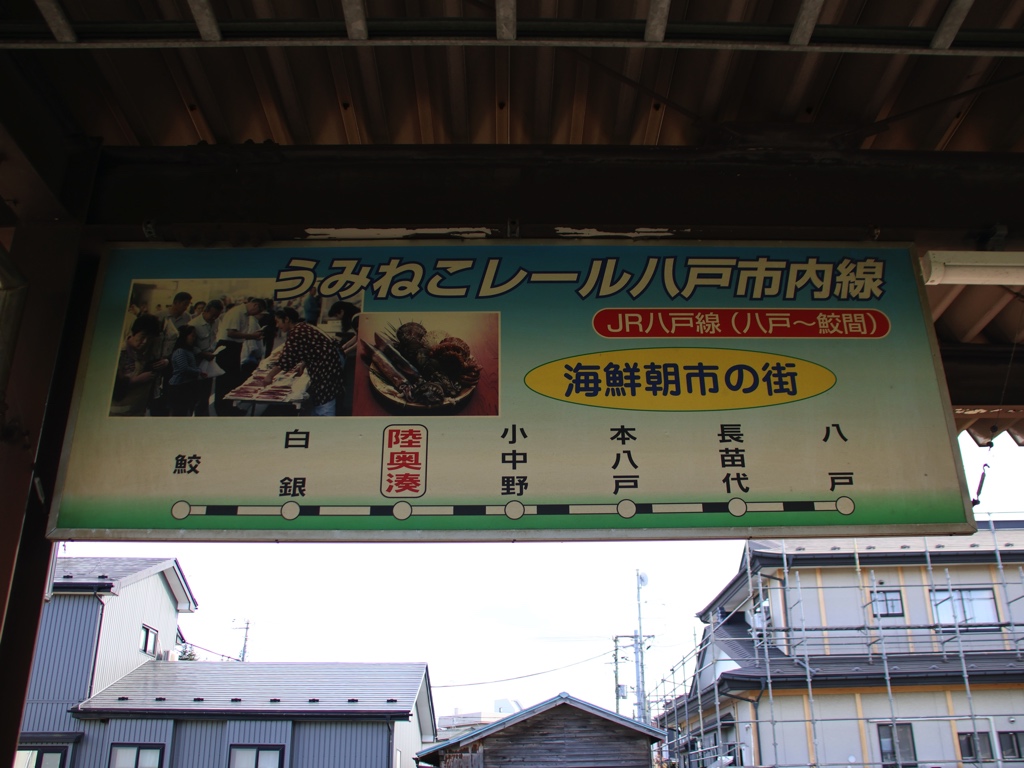 うみねこレール八戸市内線
JR八戸線（八戸～鮫間）
海鮮朝市の街
鮫
白銀
陸奥湊
小中野
本八戸
長苗代
八戸